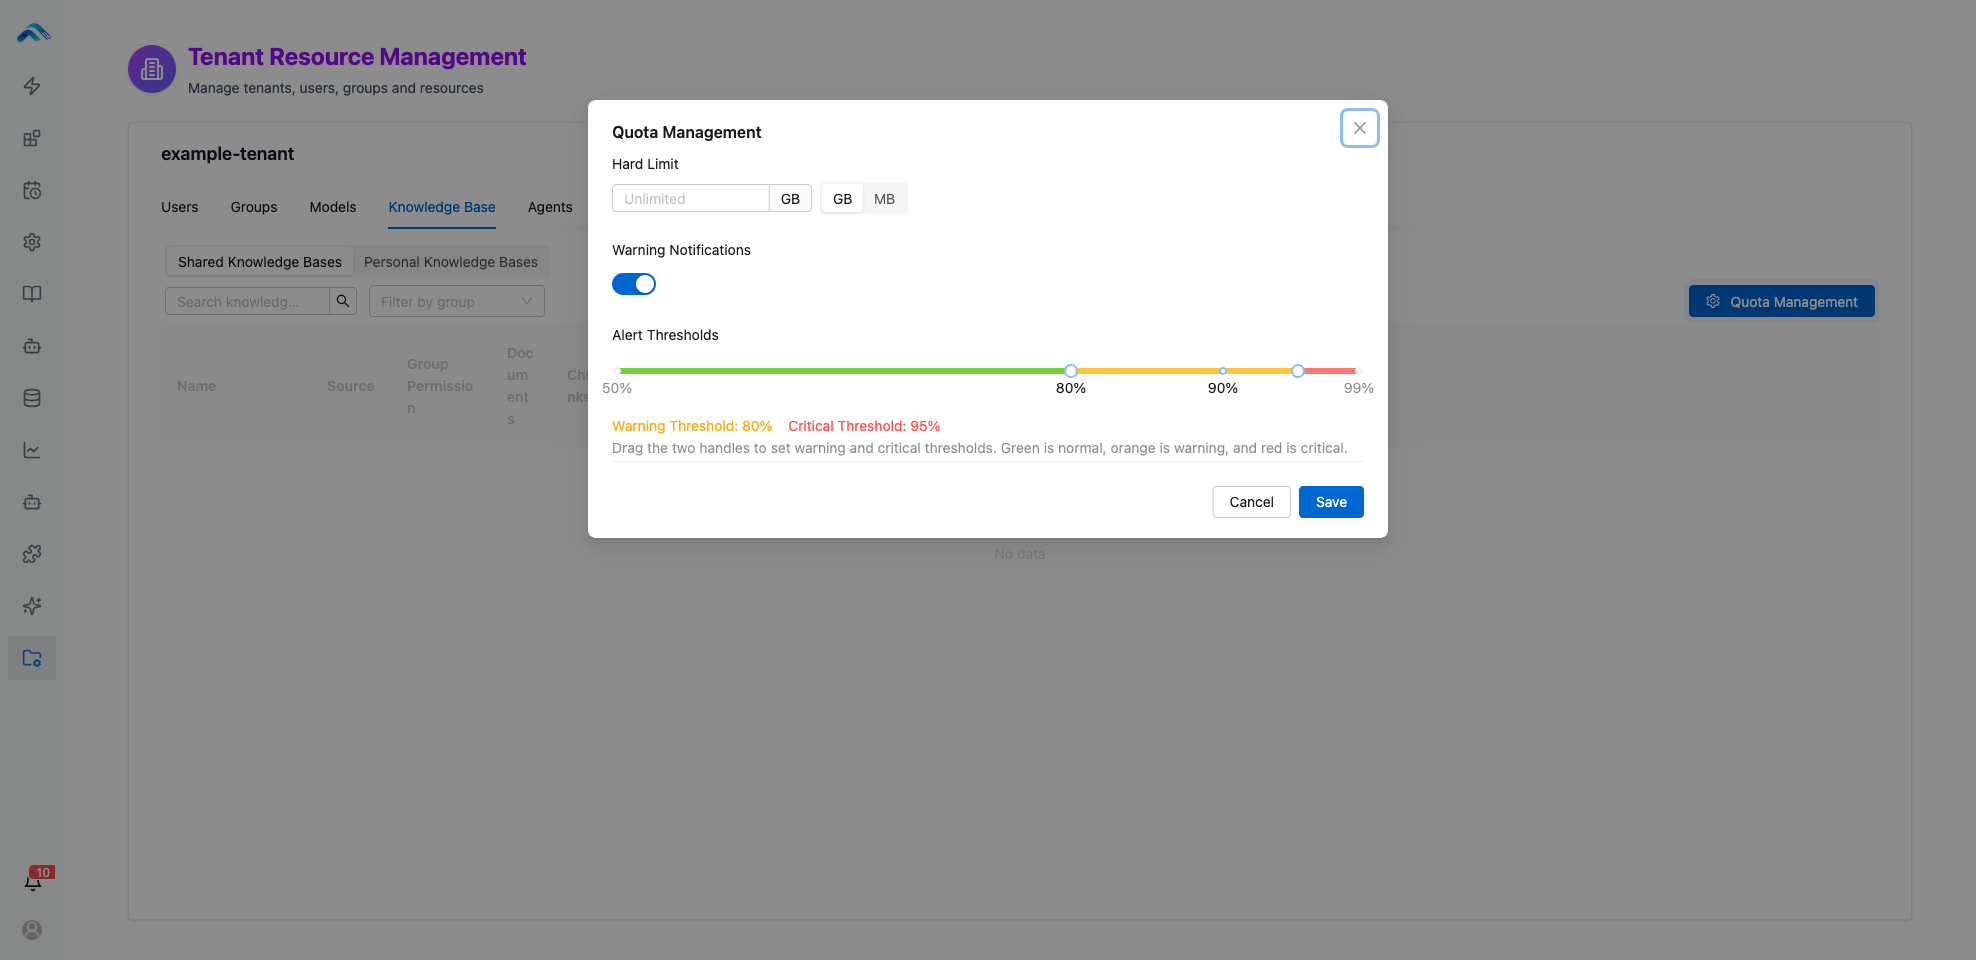 Tenant Resource Management
Manage tenants, users, groups and resources
example-tenant
Users Groups Models Knowledge Base Agents
Shared Knowledge Bases Personal Knowledge Bases
Search knowledg... Filter by group
Quota Management
Name Source
Group
Permissio
n
Doc
um
ent
s
Quota Management
Hard Limit
Unlimited GB GB MB
Warning Notifications
Alert Thresholds
50% 80% 90% 99%
Warning Threshold: 80% Critical Threshold: 95%
Drag the two handles to set warning and critical thresholds. Green is normal, orange is warning, and red is critical.
Cancel Save
No data
10